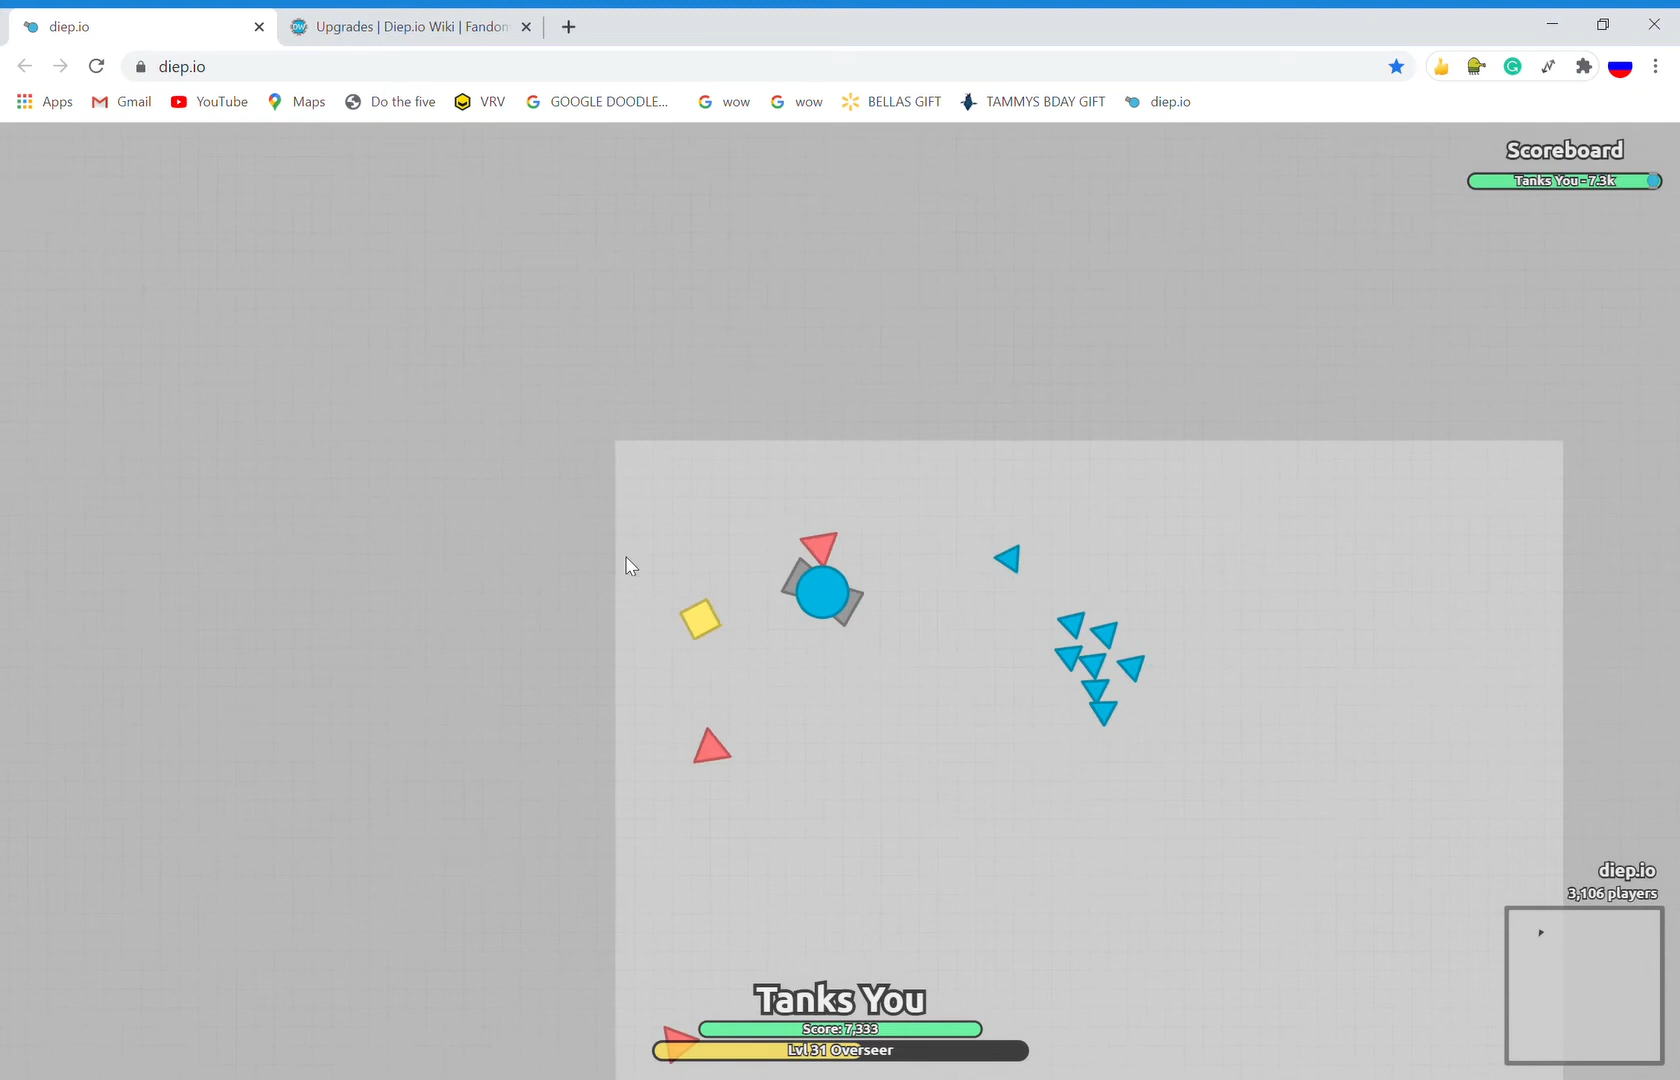 diep.io
Upgrades | Diep.io Wiki | Fandom
diep.io
Apps Gmail YouTube Maps Do the five VRV GOOGLE DOODLE... wow wow BELLAS GIFT TAMMYS BDAY GIFT diep.io
Scoreboard
Tanks You - 7.3k
diep.io
3,106 players
Tanks You
Score: 7,333
Lvl 31 Overseer